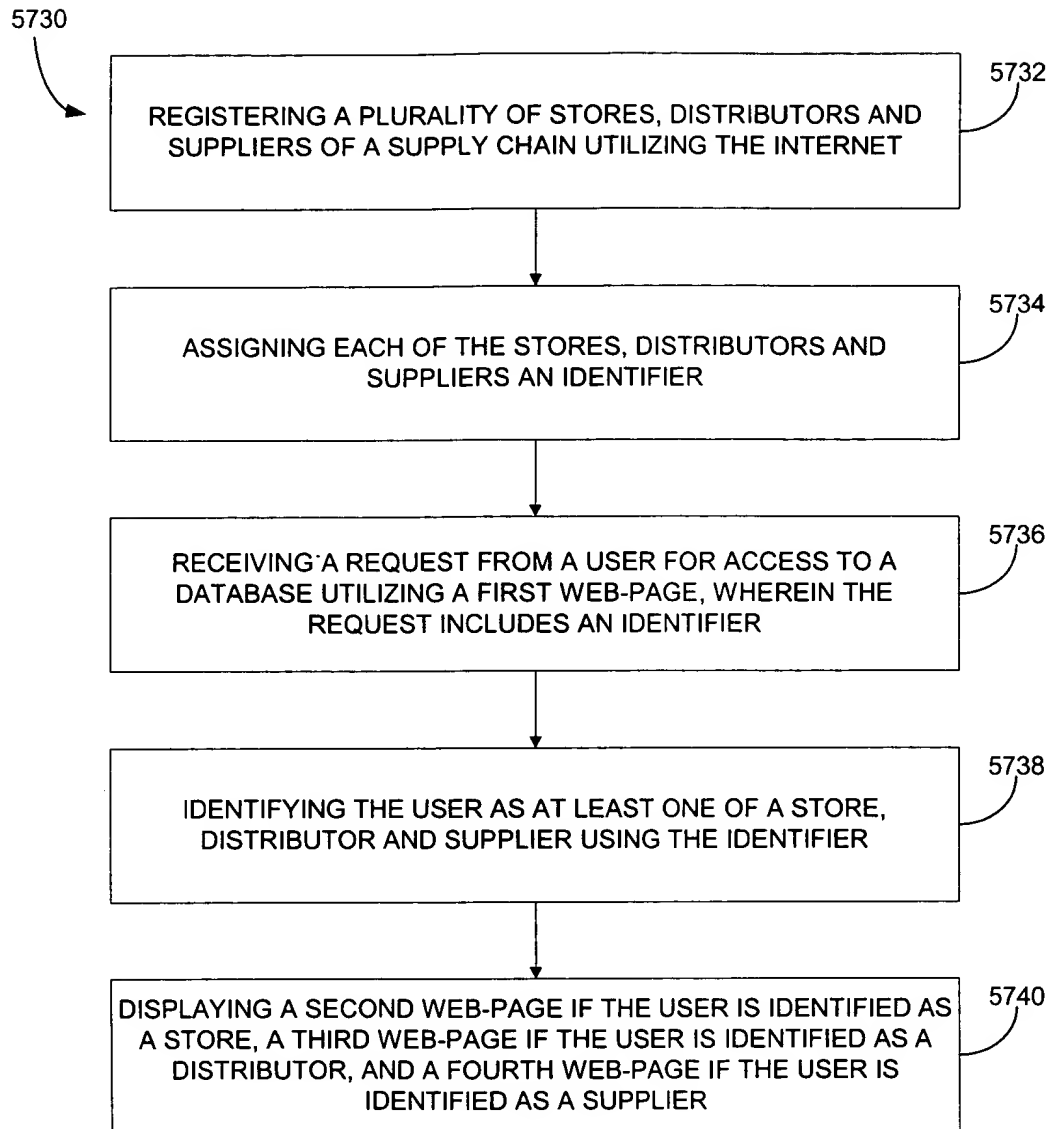 5730
5732
REGISTERING A PLURALITY OF STORES, DISTRIBUTORS AND
SUPPLIERS OF A SUPPLY CHAIN UTILIZING THE INTERNET
5734
ASSIGNING EACH OF THE STORES, DISTRIBUTORS AND
SUPPLIERS AN IDENTIFIER
5736
RECEIVING A REQUEST FROM A USER FOR ACCESS TO A
DATABASE UTILIZING A FIRST WEB-PAGE, WHEREIN THE
REQUEST INCLUDES AN IDENTIFIER
5738
IDENTIFYING THE USER AS AT LEAST ONE OF A STORE,
DISTRIBUTOR AND SUPPLIER USING THE IDENTIFIER
5740
DISPLAYING A SECOND WEB-PAGE IF THE USER IS IDENTIFIED AS
A STORE, A THIRD WEB-PAGE IF THE USER IS IDENTIFIED AS A
DISTRIBUTOR, AND A FOURTH WEB-PAGE IF THE USER IS
IDENTIFIED AS A SUPPLIER